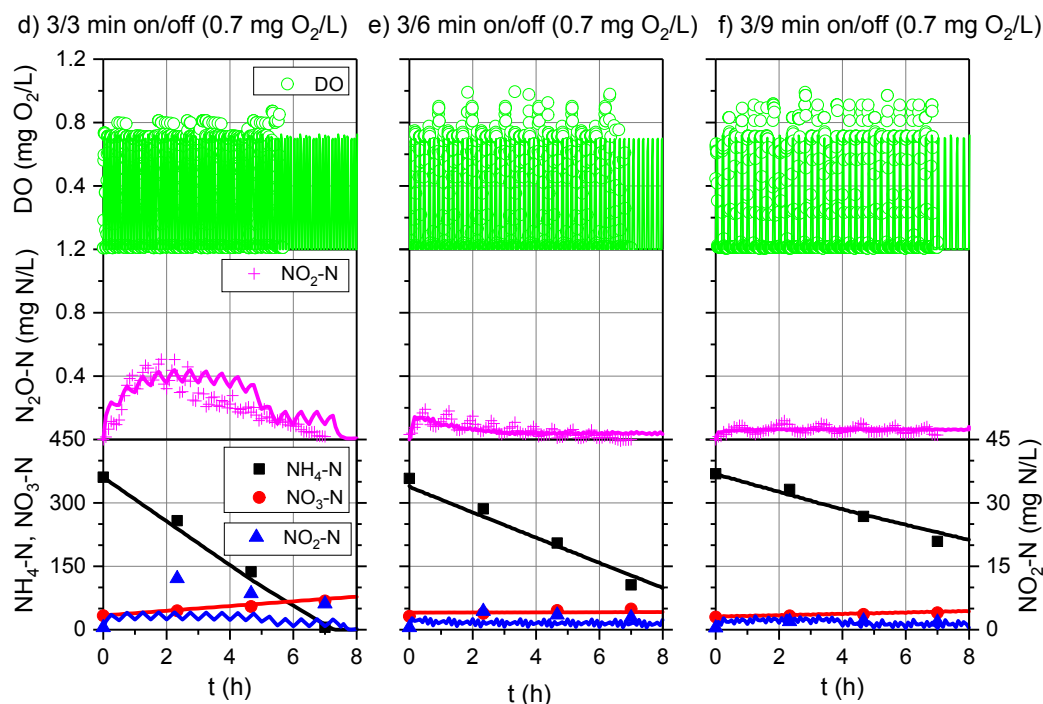 d) 3/3 min on/off (0.7 mg O₂/L) e) 3/6 min on/off (0.7 mg O₂/L) f) 3/9 min on/off (0.7 mg O₂/L)
DO (mg O₂/L)
1.2
0.8
0.4
DO
N₂O-N (mg N/L)
1.2
0.8
0.4
NO₂-N
NH₄-N, NO₃-N
450
300
150
0
NH₄-N
NO₃-N
NO₂-N
45
30
15
0
NO₂-N (mg N/L)
0 2 4 6 8 0 2 4 6 8 0 2 4 6 8
t (h) t (h) t (h)